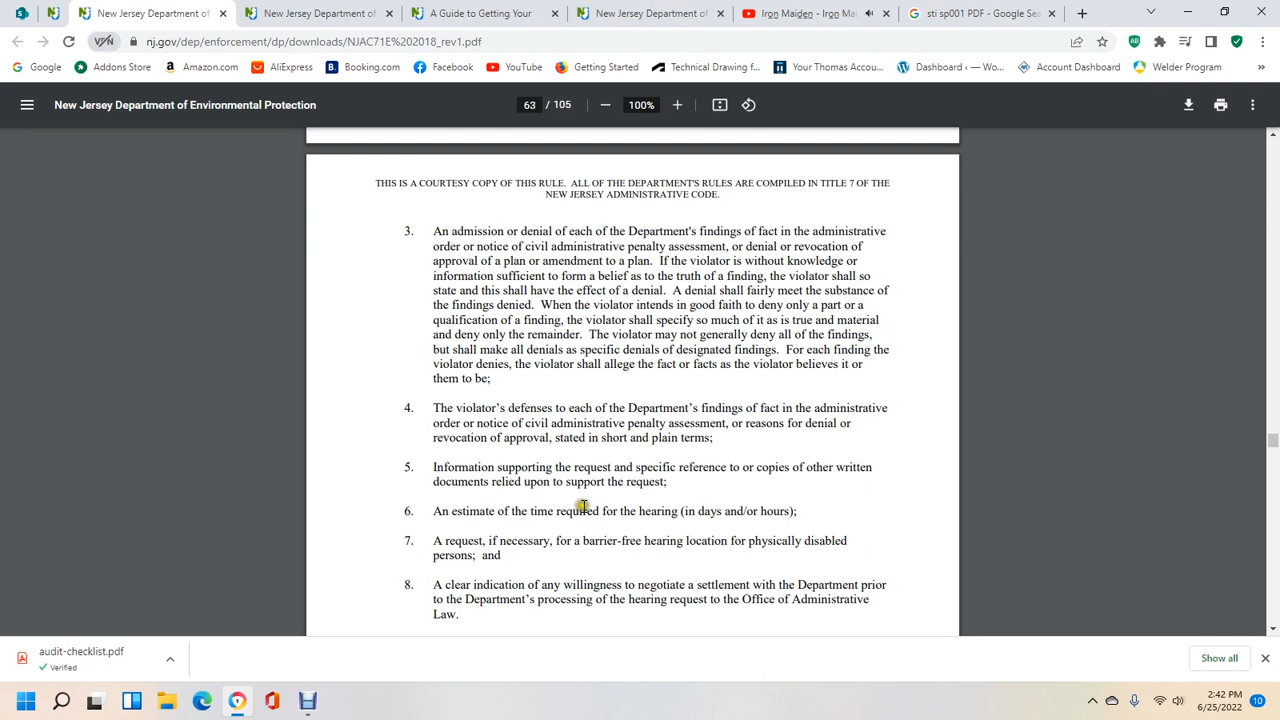 New Jersey Department of Enviro
New Jersey Department of
A Guide to Getting Your
New Jersey Department of
Iron Maiden - Iron Mai
sti sp001 PDF - Google Sea
VPN
nj.gov/dep/enforcement/dp/downloads/NJAC71E%202018_rev1.pdf
Google
Addons Store
Amazon.com
AliExpress
Booking.com
Facebook
YouTube
Getting Started
Technical Drawing for...
Your Thomas Accou...
Dashboard ‹ — Wo...
Account Dashboard
Welder Program
New Jersey Department of Environmental Protection
63 / 105
100%
THIS IS A COURTESY COPY OF THIS RULE. ALL OF THE DEPARTMENT'S RULES ARE COMPILED IN TITLE 7 OF THE
NEW JERSEY ADMINISTRATIVE CODE.
3. An admission or denial of each of the Department's findings of fact in the administrative
order or notice of civil administrative penalty assessment, or denial or revocation of
approval of a plan or amendment to a plan. If the violator is without knowledge or
information sufficient to form a belief as to the truth of a finding, the violator shall so
state and this shall have the effect of a denial. A denial shall fairly meet the substance of
the findings denied. When the violator intends in good faith to deny only a part or a
qualification of a finding, the violator shall specify so much of it as is true and material
and deny only the remainder. The violator may not generally deny all of the findings,
but shall make all denials as specific denials of designated findings. For each finding the
violator denies, the violator shall allege the fact or facts as the violator believes it or
them to be;
4. The violator’s defenses to each of the Department’s findings of fact in the administrative
order or notice of civil administrative penalty assessment, or reasons for denial or
revocation of approval, stated in short and plain terms;
5. Information supporting the request and specific reference to or copies of other written
documents relied upon to support the request;
6. An estimate of the time required for the hearing (in days and/or hours);
7. A request, if necessary, for a barrier-free hearing location for physically disabled
persons; and
8. A clear indication of any willingness to negotiate a settlement with the Department prior
to the Department’s processing of the hearing request to the Office of Administrative
Law.
audit-checklist.pdf
Verified
Show all
2:42 PM
6/25/2022
10